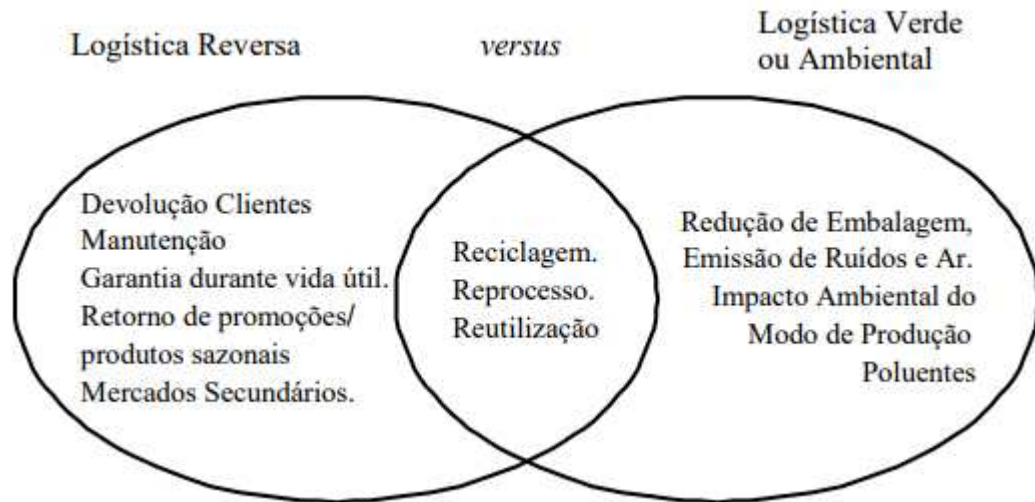 Logística Reversa
versus
Logística Verde
ou Ambiental
Devolução Clientes
Manutenção
Garantia durante vida útil.
Retorno de promoções/
produtos sazonais
Mercados Secundários.
Reciclagem.
Reprocesso.
Reutilização
Redução de Embalagem,
Emissão de Ruídos e Ar.
Impacto Ambiental do
Modo de Produção
Poluentes